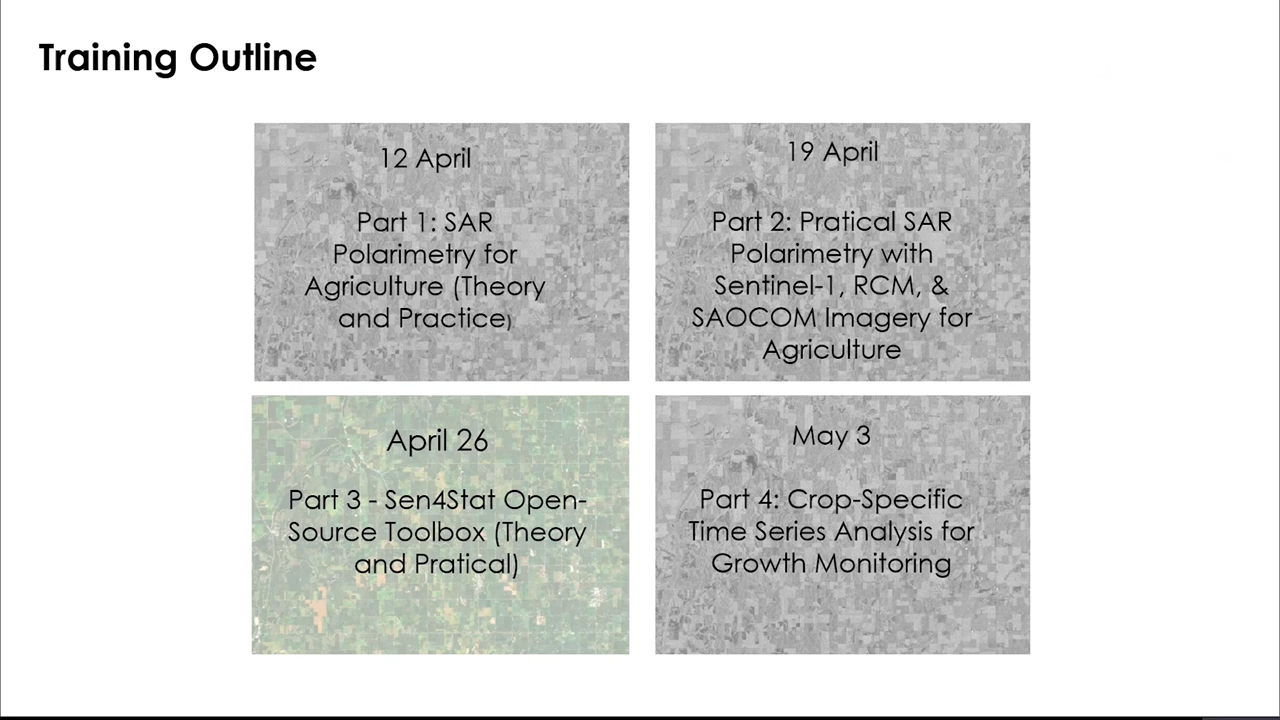 Training Outline
12 April
Part 1: SAR
Polarimetry for
Agriculture (Theory
and Practice)
19 April
Part 2: Pratical SAR
Polarimetry with
Sentinel-1, RCM, &
SAOCOM Imagery for
Agriculture
April 26
Part 3 - Sen4Stat Open-
Source Toolbox (Theory
and Pratical)
May 3
Part 4: Crop-Specific
Time Series Analysis for
Growth Monitoring